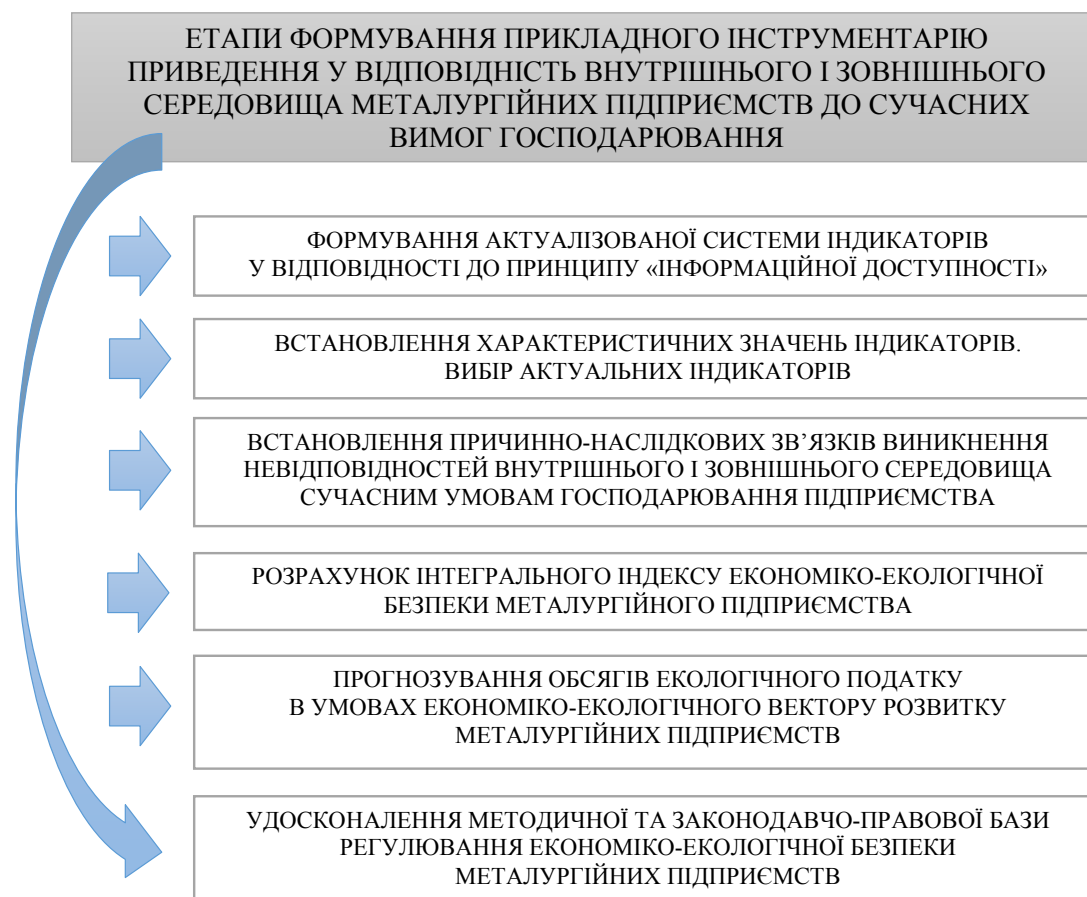 ЕТАПИ ФОРМУВАННЯ ПРИКЛАДНОГО ІНСТРУМЕНТАРІЮ
ПРИВЕДЕННЯ У ВІДПОВІДНІСТЬ ВНУТРІШНЬОГО І ЗОВНІШНЬОГО
СЕРЕДОВИЩА МЕТАЛУРГІЙНИХ ПІДПРИЄМСТВ ДО СУЧАСНИХ
ВИМОГ ГОСПОДАРЮВАННЯ
ФОРМУВАННЯ АКТУАЛІЗОВАНОЇ СИСТЕМИ ІНДИКАТОРІВ
У ВІДПОВІДНОСТІ ДО ПРИНЦИПУ «ІНФОРМАЦІЙНОЇ ДОСТУПНОСТІ»
ВСТАНОВЛЕННЯ ХАРАКТЕРИСТИЧНИХ ЗНАЧЕНЬ ІНДИКАТОРІВ.
ВИБІР АКТУАЛЬНИХ ІНДИКАТОРІВ
ВСТАНОВЛЕННЯ ПРИЧИННО-НАСЛІДКОВИХ ЗВ’ЯЗКІВ ВИНИКНЕННЯ
НЕВІДПОВІДНОСТЕЙ ВНУТРІШНЬОГО І ЗОВНІШНЬОГО СЕРЕДОВИЩА
СУЧАСНИМ УМОВАМ ГОСПОДАРЮВАННЯ ПІДПРИЄМСТВА
РОЗРАХУНОК ІНТЕГРАЛЬНОГО ІНДЕКСУ ЕКОНОМІКО-ЕКОЛОГІЧНОЇ
БЕЗПЕКИ МЕТАЛУРГІЙНОГО ПІДПРИЄМСТВА
ПРОГНОЗУВАННЯ ОБСЯГІВ ЕКОЛОГІЧНОГО ПОДАТКУ
В УМОВАХ ЕКОНОМІКО-ЕКОЛОГІЧНОГО ВЕКТОРУ РОЗВИТКУ
МЕТАЛУРГІЙНИХ ПІДПРИЄМСТВ
УДОСКОНАЛЕННЯ МЕТОДИЧНОЇ ТА ЗАКОНОДАВЧО-ПРАВОВОЇ БАЗИ
РЕГУЛЮВАННЯ ЕКОНОМІКО-ЕКОЛОГІЧНОЇ БЕЗПЕКИ
МЕТАЛУРГІЙНИХ ПІДПРИЄМСТВ